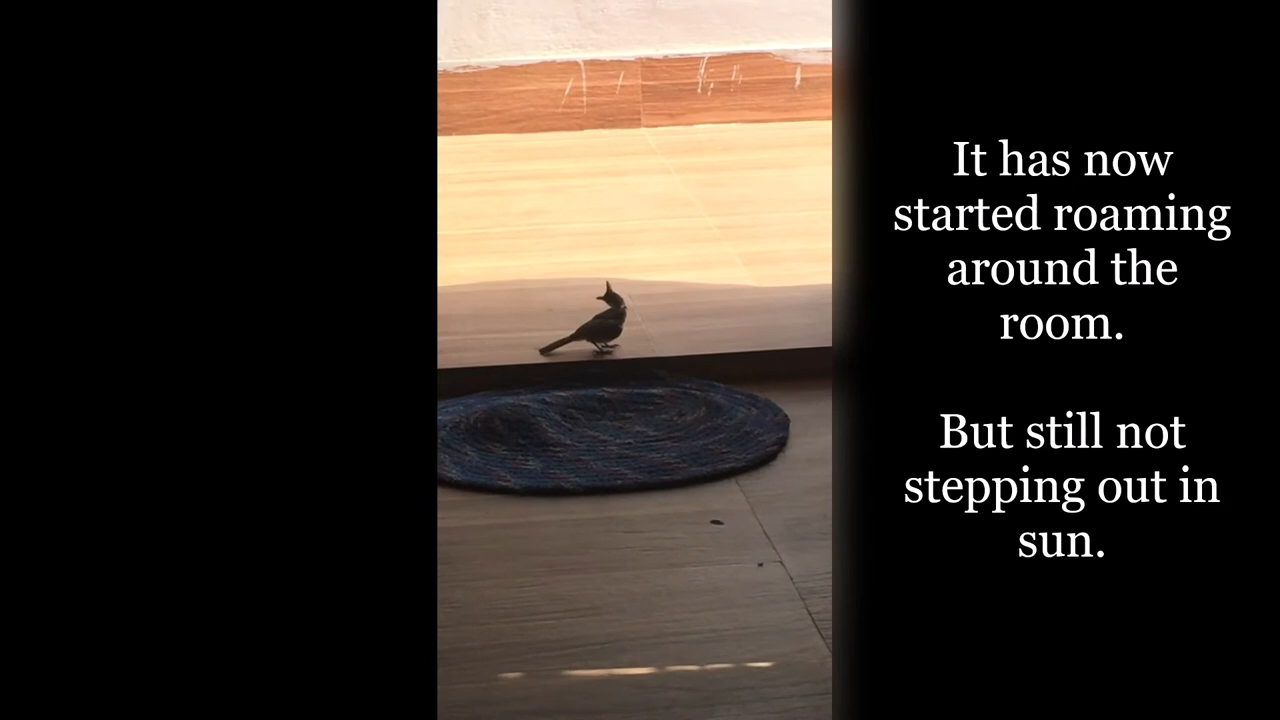 It has now
started roaming
around the
room.
But still not
stepping out in
sun.